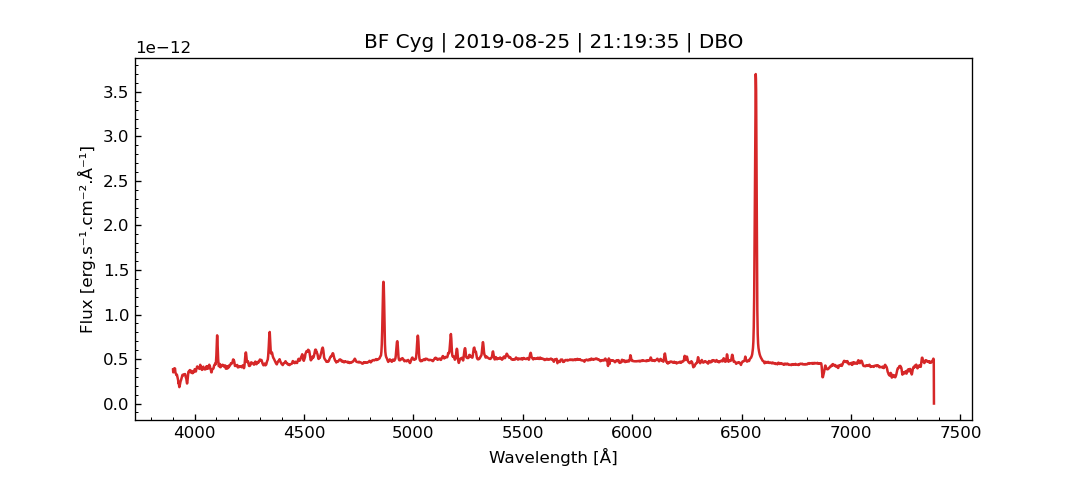 BF Cyg | 2019-08-25 | 21:19:35 | DBO
1e−12
3.5
3.0
2.5
2.0
1.5
1.0
0.5
0.0
Flux [erg.s⁻¹.cm⁻².Å⁻¹]
4000 4500 5000 5500 6000 6500 7000 7500
Wavelength [Å]